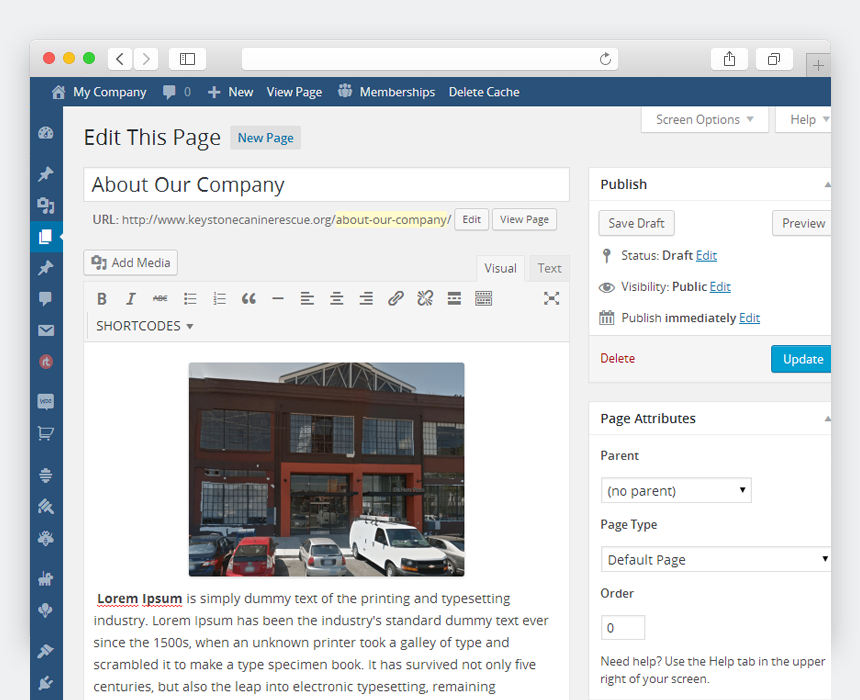 My Company 0 New View Page Memberships Delete Cache
Screen Options Help
Edit This Page New Page
About Our Company
URL: http://www.keystonecaninerescue.org/about-our-company/ Edit View Page
Add Media
Visual Text
B I ABC
SHORTCODES
Lorem Ipsum is simply dummy text of the printing and typesetting
industry. Lorem Ipsum has been the industry's standard dummy text ever
since the 1500s, when an unknown printer took a galley of type and
scrambled it to make a type specimen book. It has survived not only five
centuries, but also the leap into electronic typesetting, remaining
Publish
Save Draft Preview
Status: Draft Edit
Visibility: Public Edit
Publish immediately Edit
Delete Update
Page Attributes
Parent
(no parent)
Page Type
Default Page
Order
0
Need help? Use the Help tab in the upper
right of your screen.
rt
woo